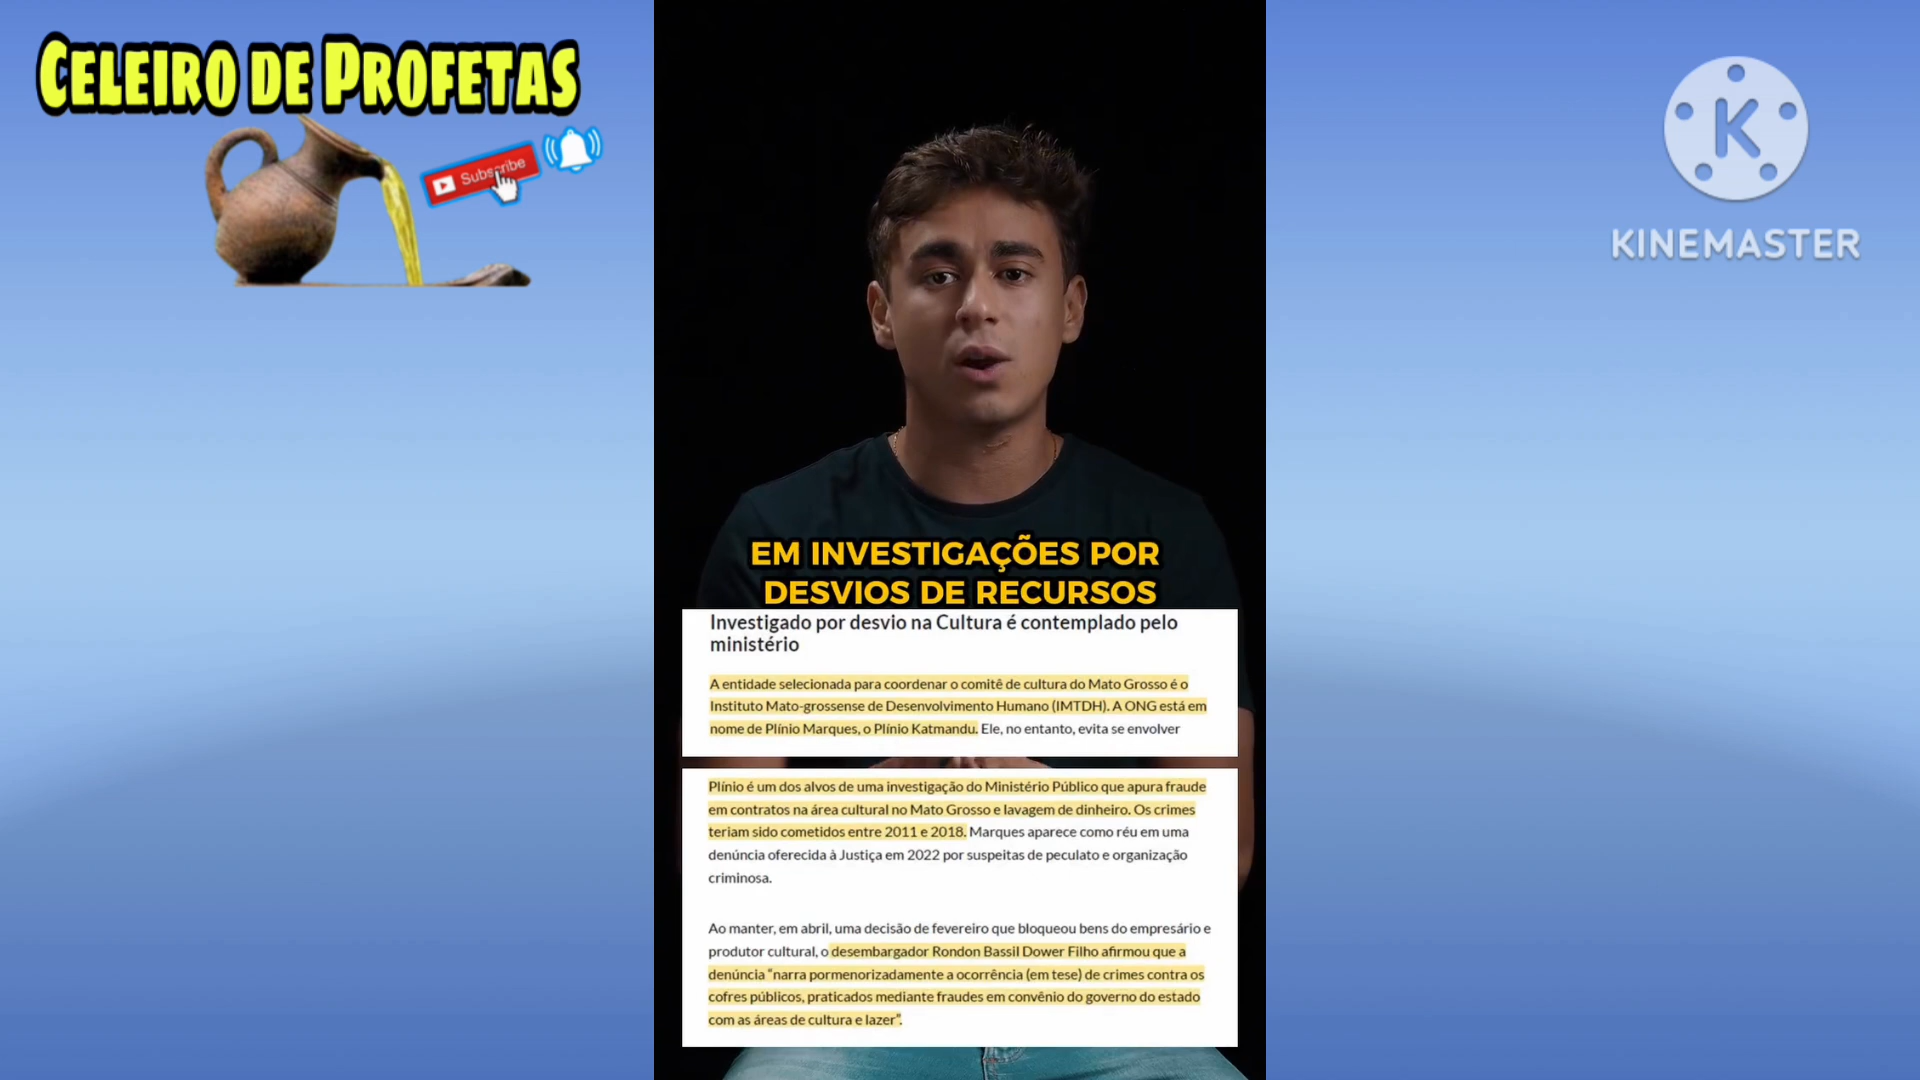 CELEIRO DE PROFETAS
Subscribe
K
KINEMASTER
EM INVESTIGAÇÕES POR
DESVIOS DE RECURSOS
Investigado por desvio na Cultura é contemplado pelo
ministério
A entidade selecionada para coordenar o comitê de cultura do Mato Grosso é o
Instituto Mato-grossense de Desenvolvimento Humano (IMTDH). A ONG está em
nome de Plínio Marques, o Plínio Katmandu. Ele, no entanto, evita se envolver
Plínio é um dos alvos de uma investigação do Ministério Público que apura fraude
em contratos na área cultural no Mato Grosso e lavagem de dinheiro. Os crimes
teriam sido cometidos entre 2011 e 2018. Marques aparece como réu em uma
denúncia oferecida à Justiça em 2022 por suspeitas de peculato e organização
criminosa.
Ao manter, em abril, uma decisão de fevereiro que bloqueou bens do empresário e
produtor cultural, o desembargador Rondon Bassil Dower Filho afirmou que a
denúncia “narra pormenorizadamente a ocorrência (em tese) de crimes contra os
cofres públicos, praticados mediante fraudes em convênio do governo do estado
com as áreas de cultura e lazer”.